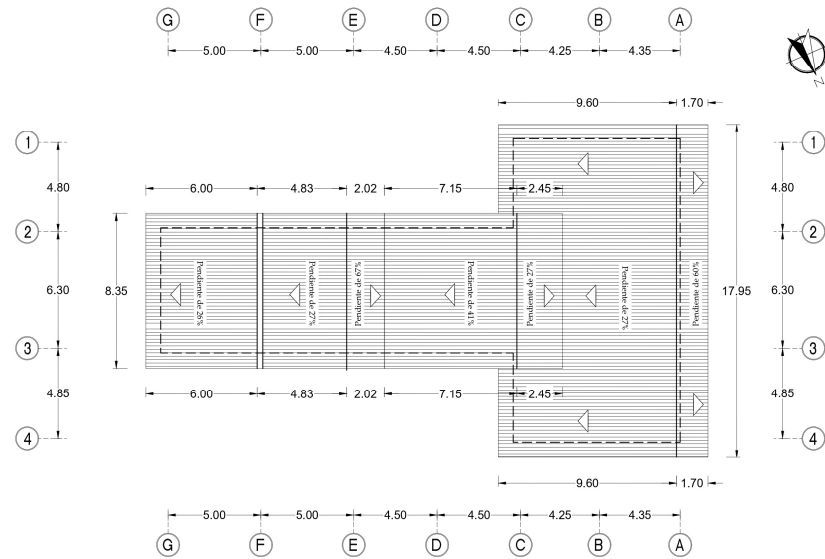 G F E D C B A
5.00 5.00 4.50 4.50 4.25 4.35
N
9.60 1.70
1 1
4.80 4.80
6.00 4.83 2.02 7.15 2.45
2 2
Pendiente de 26%
Pendiente de 27%
Pendiente de 67%
Pendiente de 41%
Pendiente de 27%
Pendiente de 27%
Pendiente de 60%
6.30 8.35 17.95 6.30
3 3
4.85 4.85
6.00 4.83 2.02 7.15 2.45
4 4
9.60 1.70
5.00 5.00 4.50 4.50 4.25 4.35
G F E D C B A